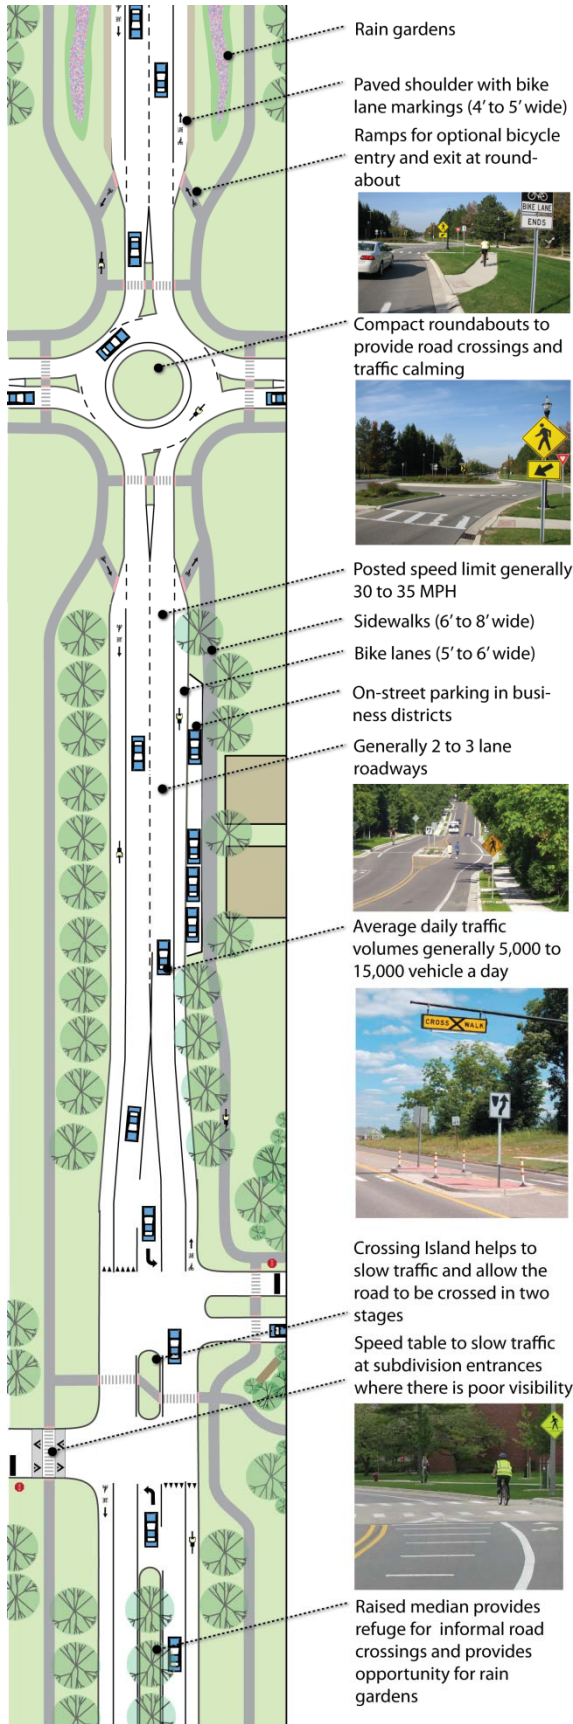 Rain gardens
Paved shoulder with bike
lane markings (4’ to 5’ wide)
Ramps for optional bicycle
entry and exit at round-
about
BIKE LANE
ENDS
Compact roundabouts to
provide road crossings and
traffic calming
Posted speed limit generally
30 to 35 MPH
Sidewalks (6’ to 8’ wide)
Bike lanes (5’ to 6’ wide)
On-street parking in busi-
ness districts
Generally 2 to 3 lane
roadways
Average daily traffic
volumes generally 5,000 to
15,000 vehicle a day
CROSS WALK
Crossing Island helps to
slow traffic and allow the
road to be crossed in two
stages
Speed table to slow traffic
at subdivision entrances
where there is poor visibility
Raised median provides
refuge for informal road
crossings and provides
opportunity for rain
gardens